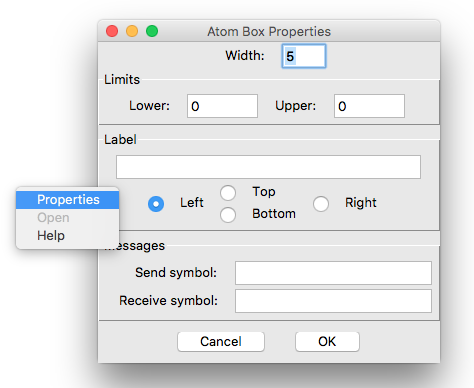 Atom Box Properties
Width: 5
Limits
Lower: 0 Upper: 0
Label
Left Top Bottom Right
Properties
Open
Help
Messages
Send symbol:
Receive symbol:
Cancel OK